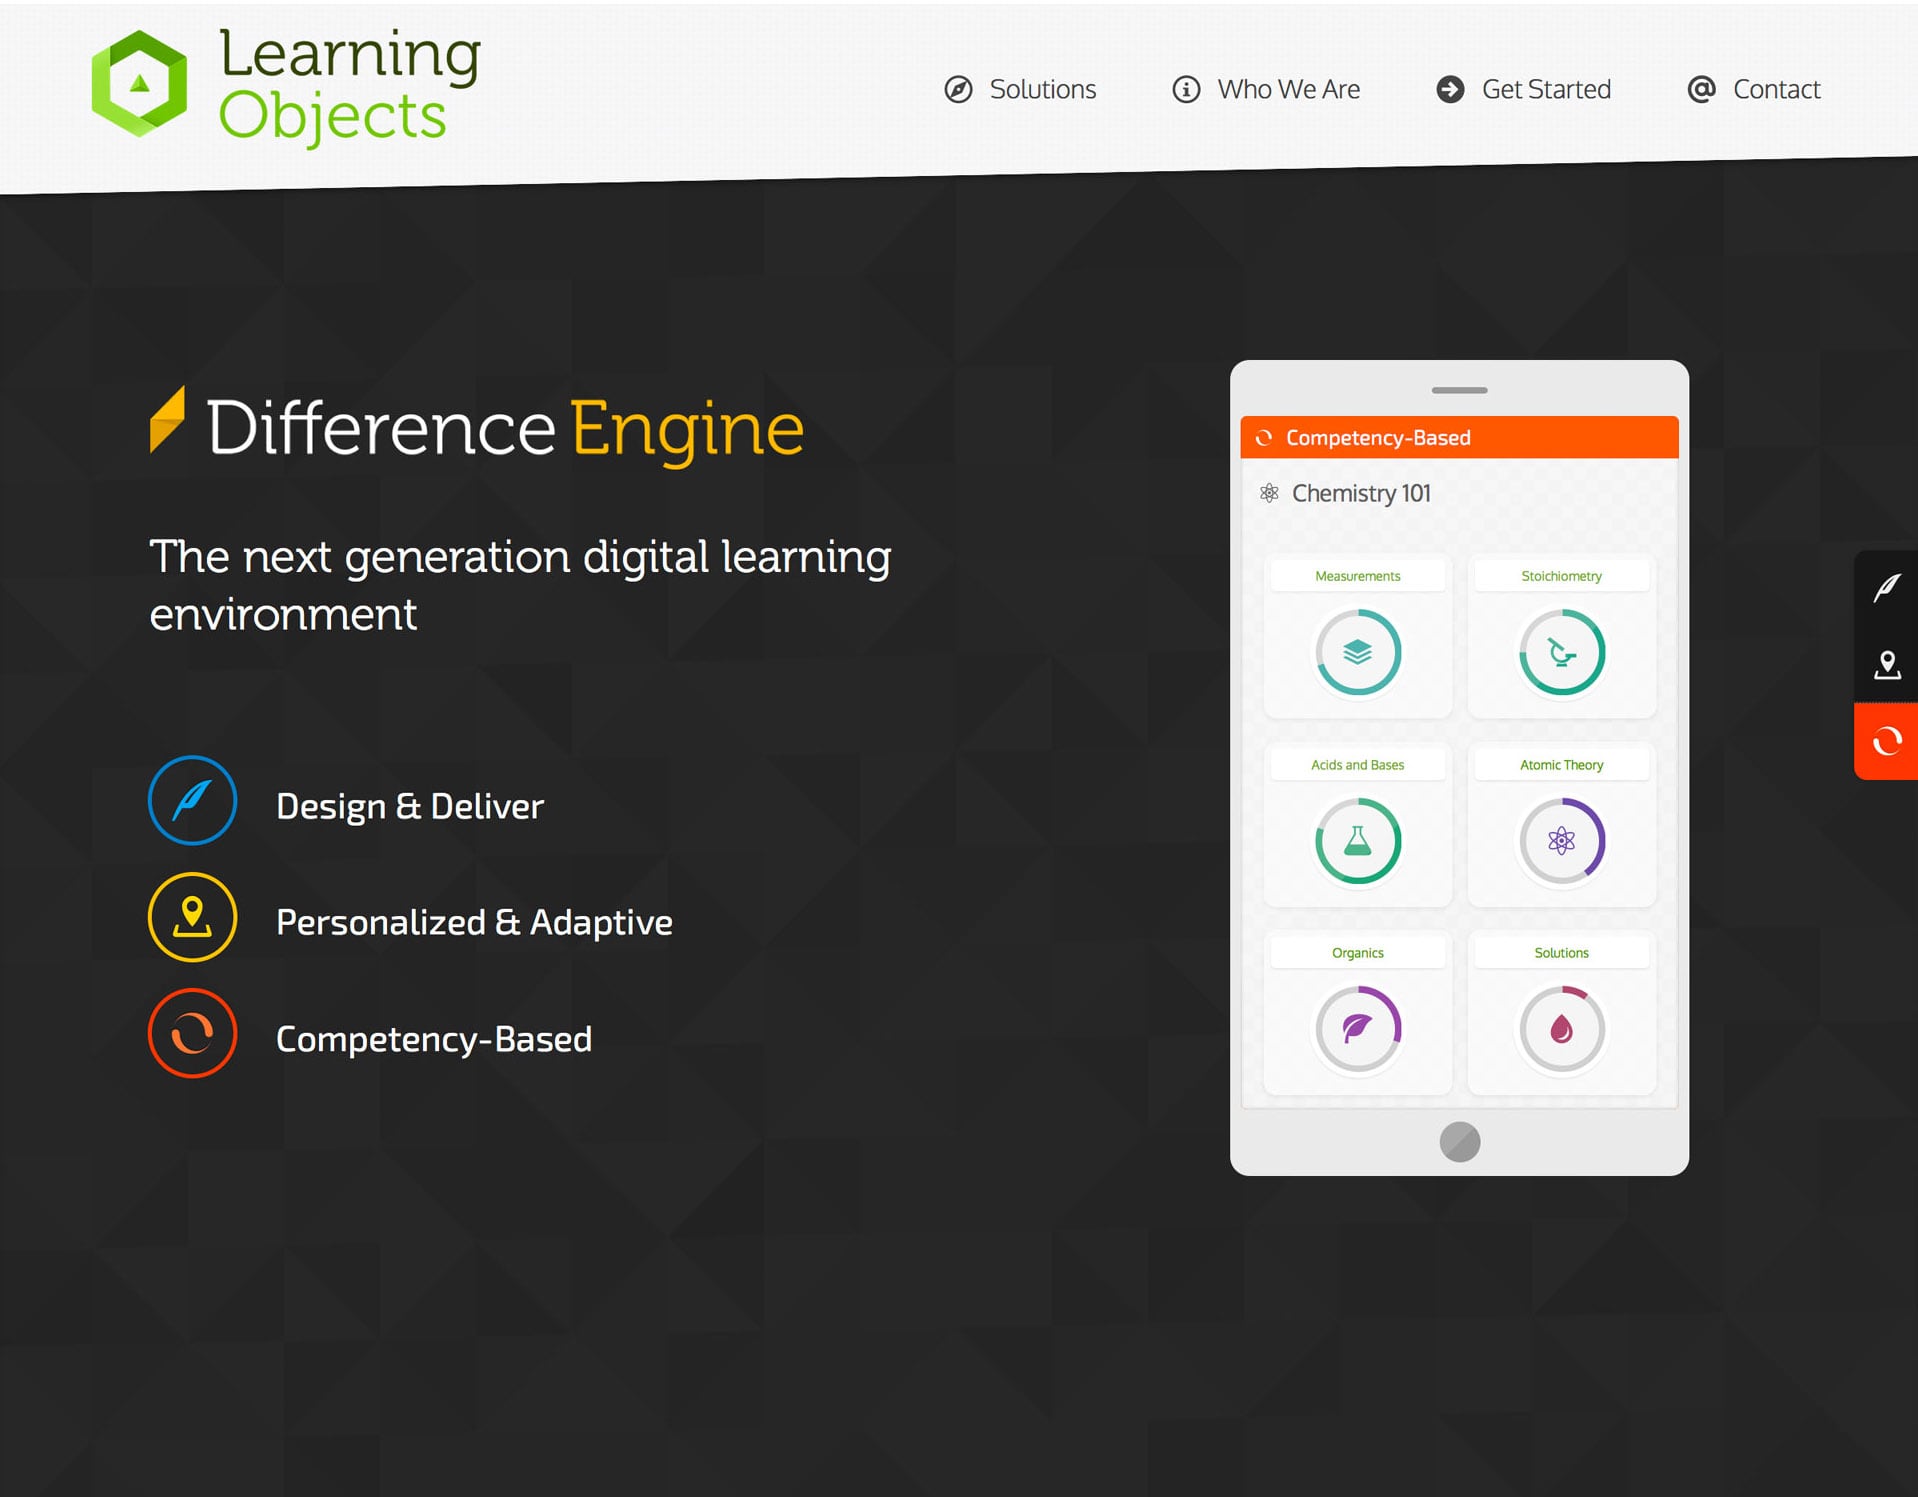 Learning
Objects
Solutions
Who We Are
Get Started
Contact
Difference Engine
The next generation digital learning
environment
Design & Deliver
Personalized & Adaptive
Competency-Based
Competency-Based
Chemistry 101
Measurements
Stoichiometry
Acids and Bases
Atomic Theory
Organics
Solutions